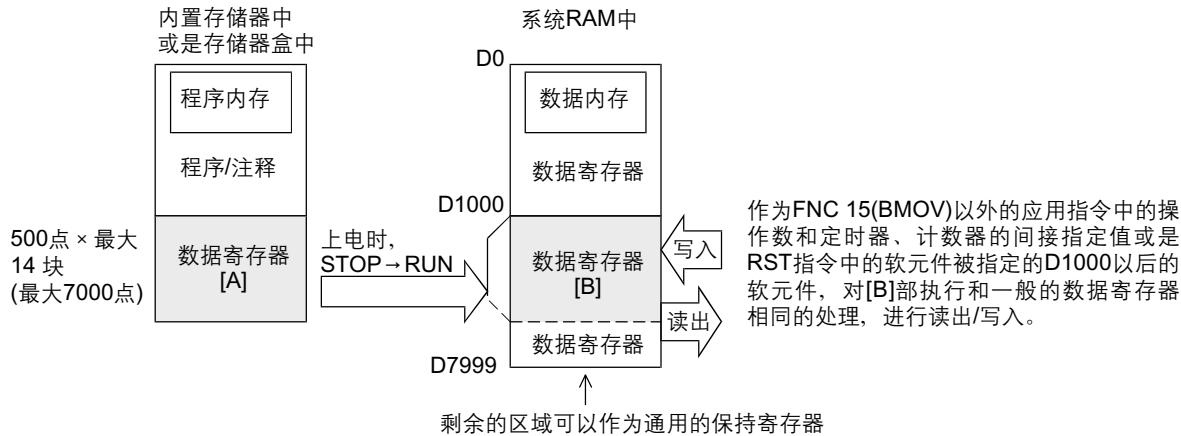 内置存储器中
或是存储器盒中
程序内存
程序/注释
数据寄存器
[A]
500点 × 最大
14 块
(最大7000点)
上电时，
STOP→RUN
系统RAM中
D0
数据内存
数据寄存器
D1000
数据寄存器
[B]
数据寄存器
D7999
写入
读出
作为FNC 15(BMOV)以外的应用指令中的操
作数和定时器、计数器的间接指定值或是
RST指令中的软元件被指定的D1000以后的
软元件，对[B]部执行和一般的数据寄存器
相同的处理，进行读出/写入。
剩余的区域可以作为通用的保持寄存器